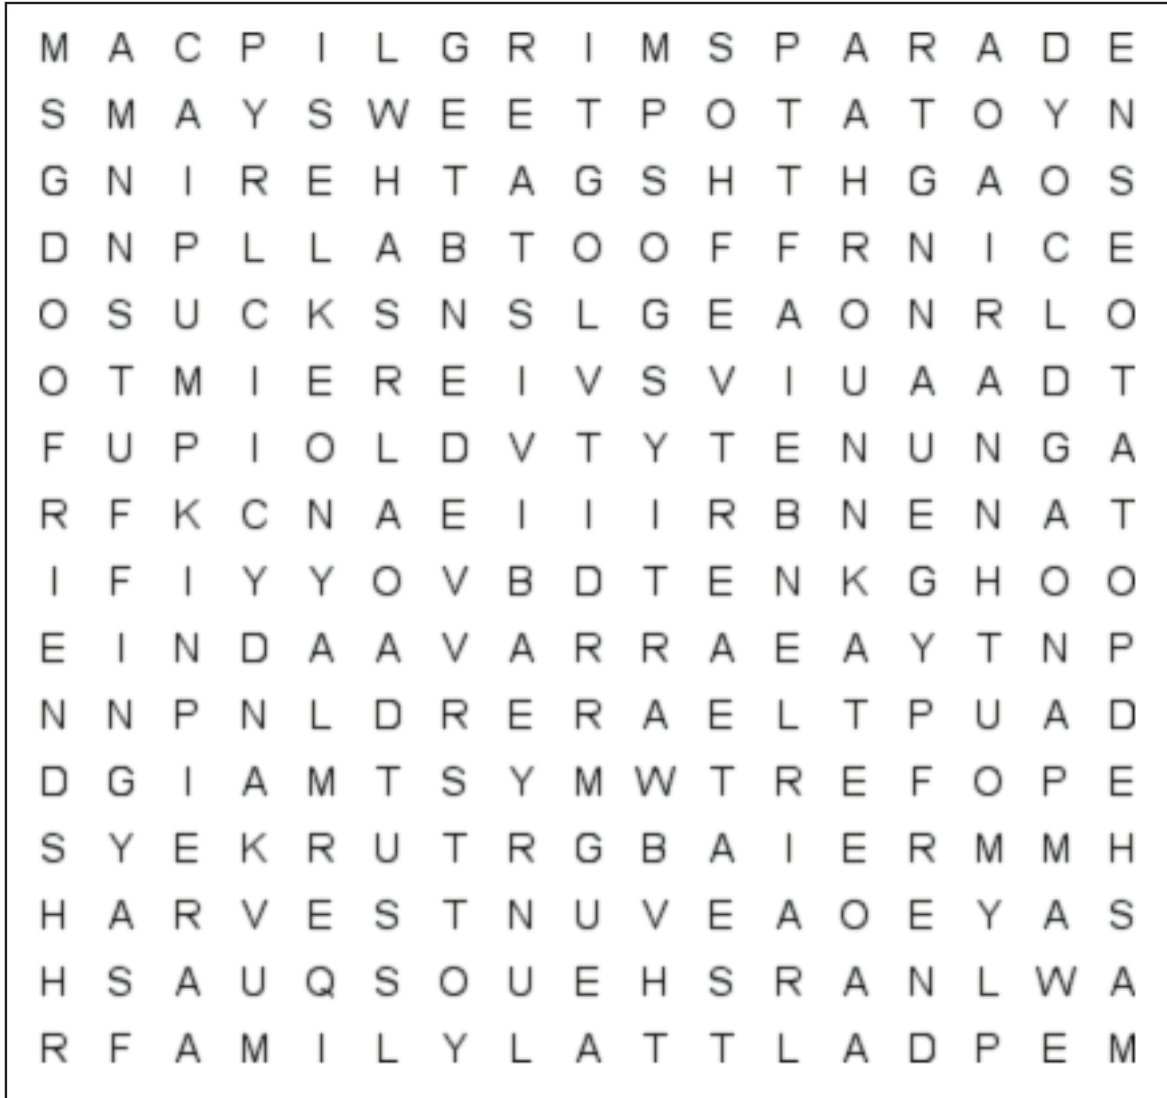 M A C P I L G R I M S P A R A D E
S M A Y S W E E T P O T A T O Y N
G N I R E H T A G S H T H G A O S
D N P L L A B T O O F F R N I C E
O S U C K S N S L G E A O N R L O
O T M I E R E I V S V I U A A D T
F U P I O L D V T Y T E N U N G A
R F K C N A E I I I R B N E N A T
I F I Y Y O V B D T E N K G H O O
E I N D A A V A R R A E A Y T N P
N N P N L D R E R A E L T P U A D
D G I A M T S Y M W T R E F O P E
S Y E K R U T R G B A I E R M M H
H A R V E S T N U V E A O E Y A S
H S A U Q S O U E H S R A N L W A
R F A M I L Y L A T T L A D P E M